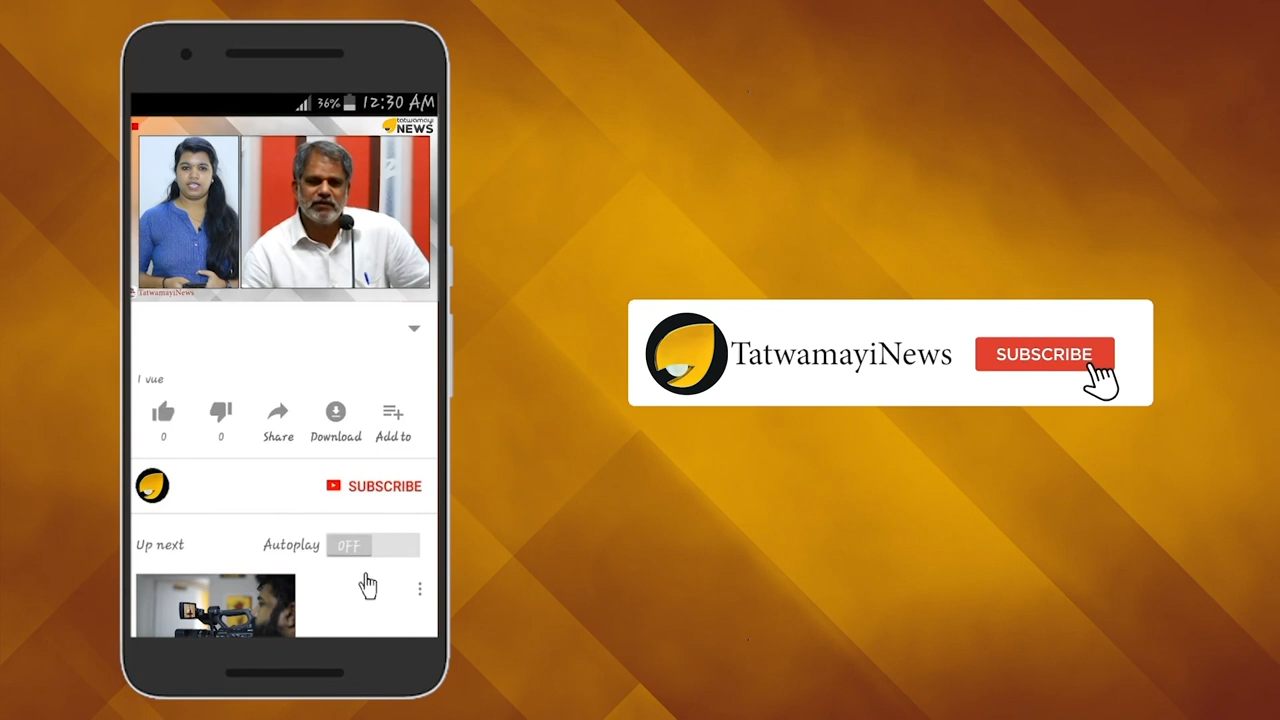 36% 12:30 AM
tatwamayi
NEWS
TatwamayiNews
1 vue
0 0 Share Download Add to
SUBSCRIBE
Up next Autoplay OFF
TatwamayiNews SUBSCRIBE